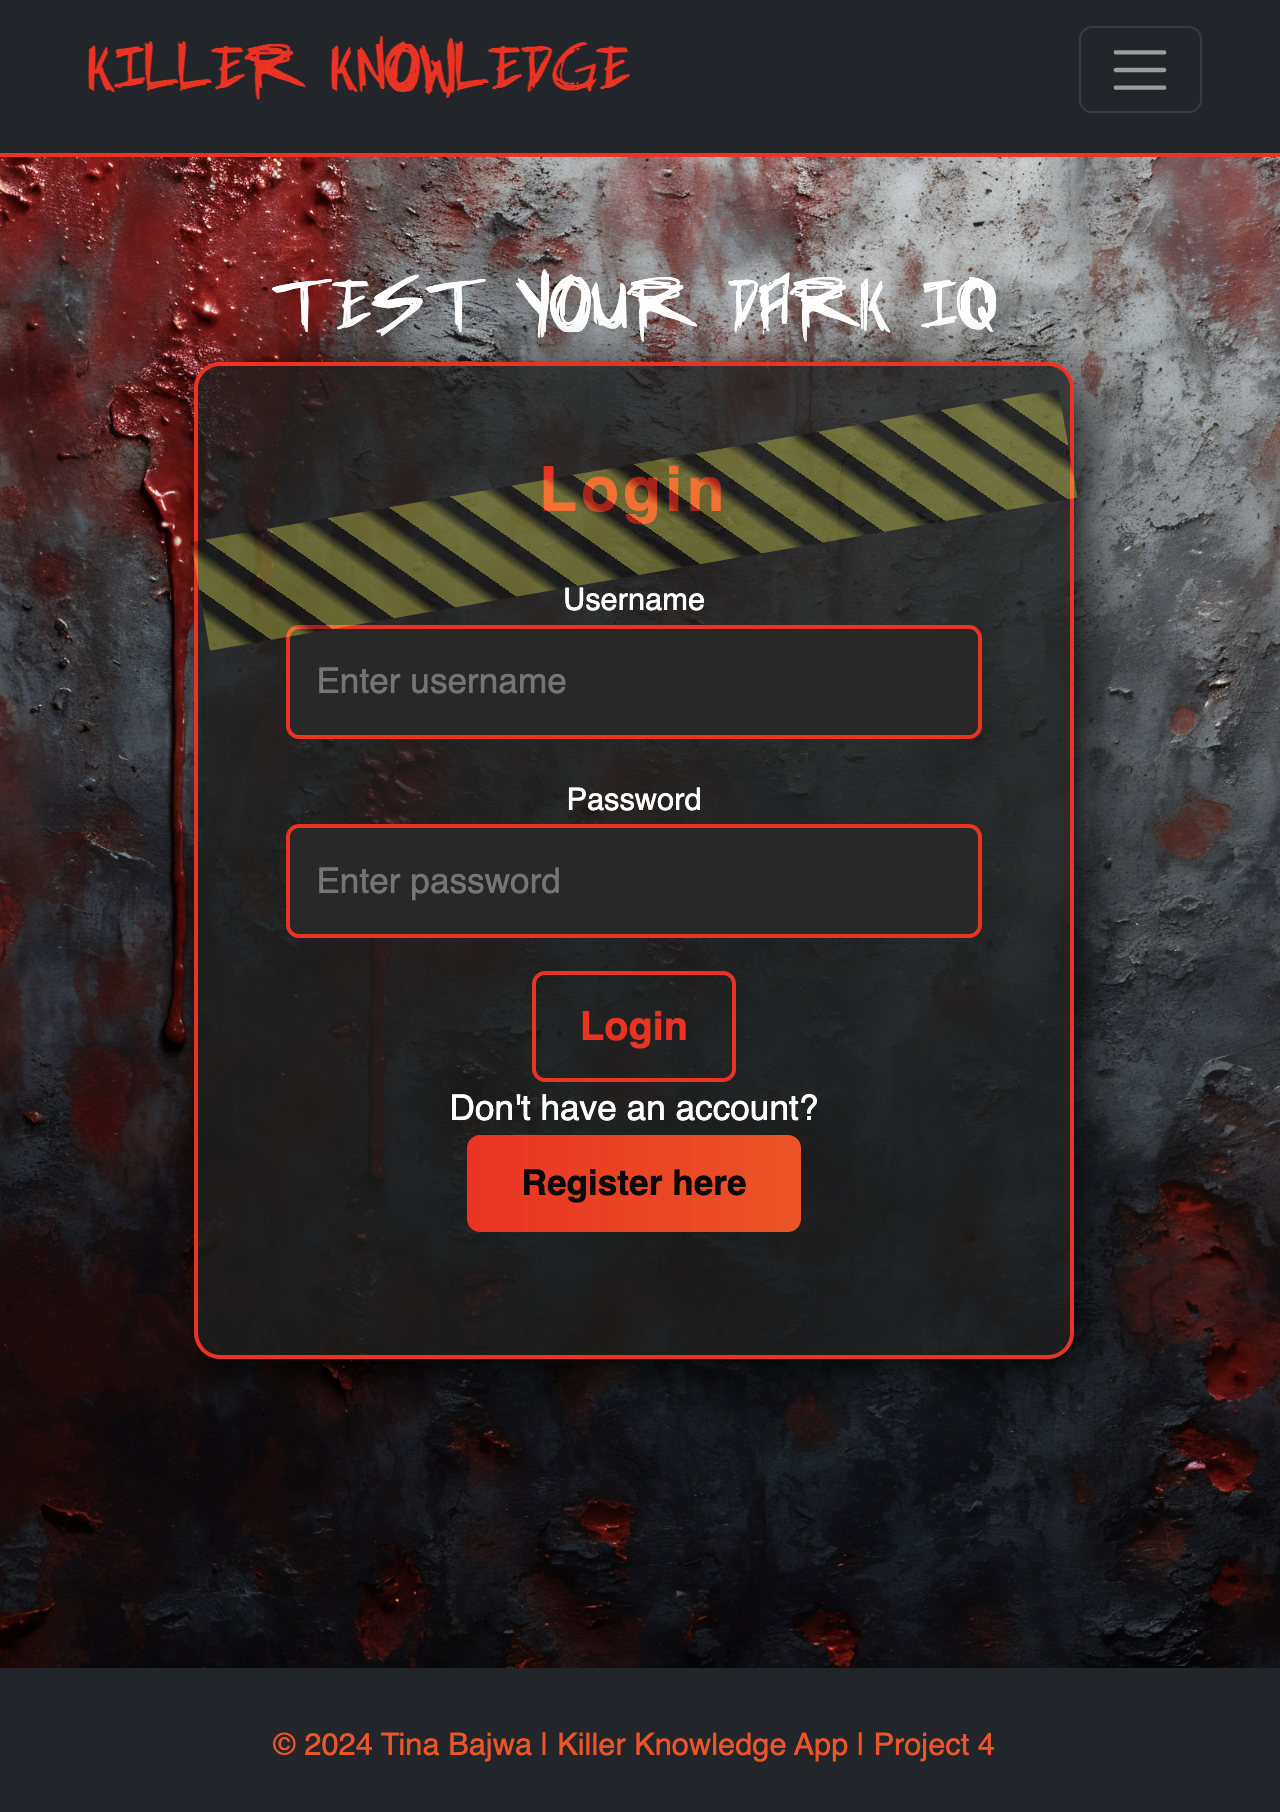 KILLER KNOWLEDGE
TEST YOUR DARK IQ
Login
Username
Enter username
Password
Enter password
Login
Don't have an account?
Register here
© 2024 Tina Bajwa | Killer Knowledge App | Project 4